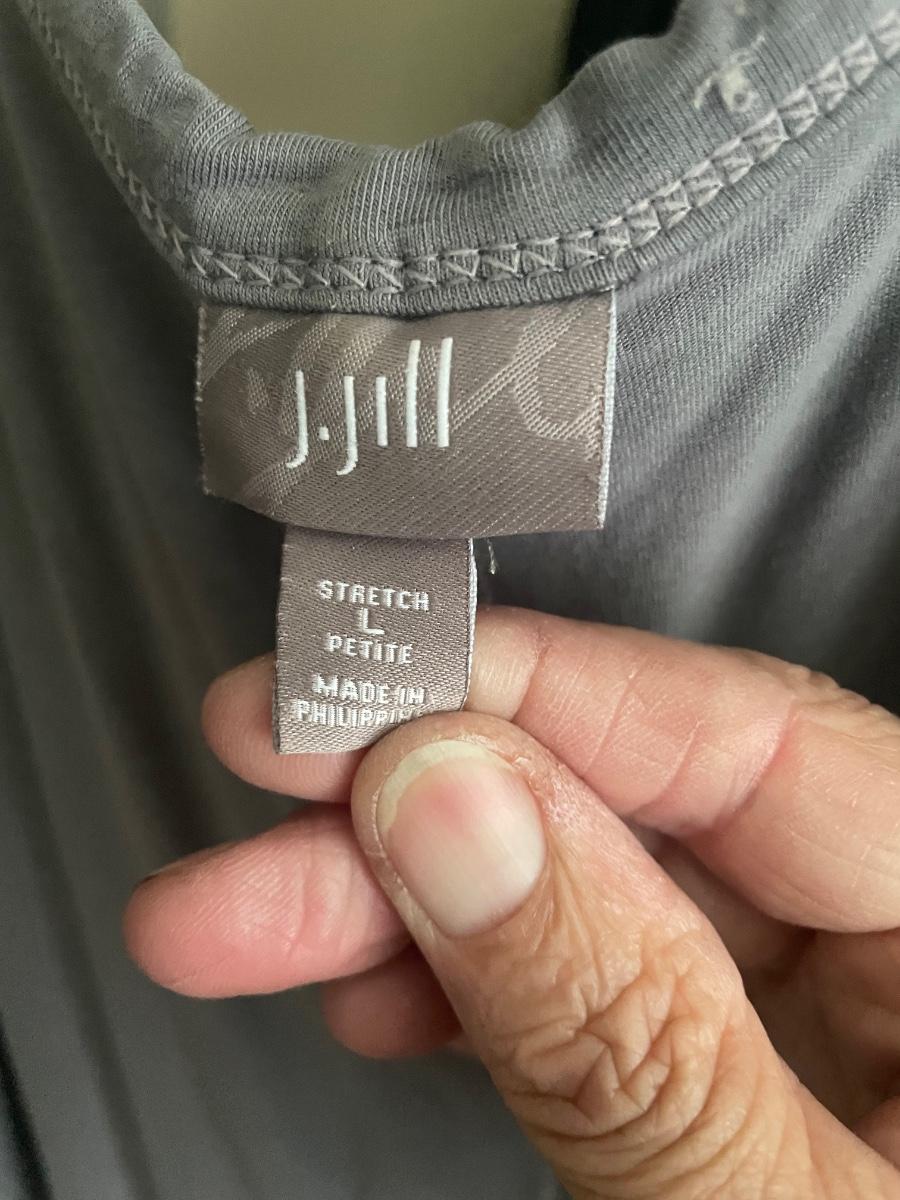 J.Jill
STRETCH
L
PETITE
MADE IN